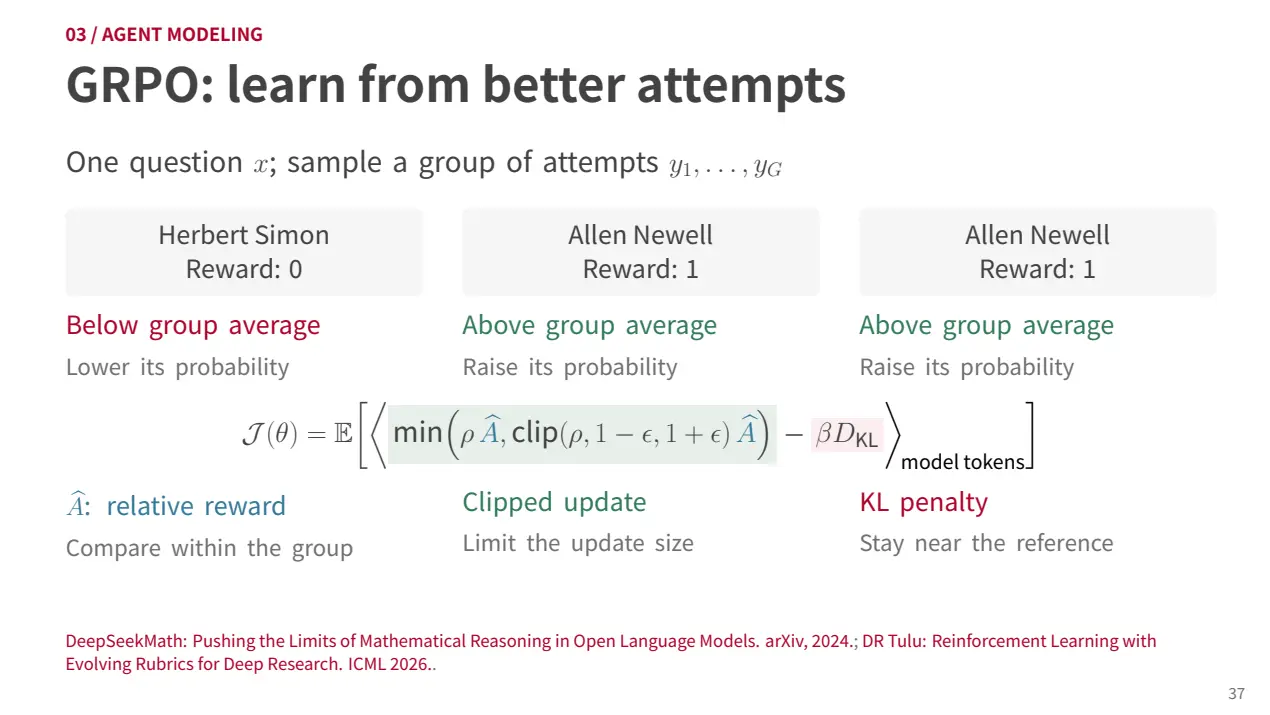 03 / AGENT MODELING
GRPO: learn from better attempts
One question x; sample a group of attempts y₁, . . . , y_G
Herbert Simon
Reward: 0
Allen Newell
Reward: 1
Allen Newell
Reward: 1
Below group average
Lower its probability
Above group average
Raise its probability
Above group average
Raise its probability
𝒥(θ) = 𝔼[⟨min(ρ Â, clip(ρ, 1 − ϵ, 1 + ϵ) Â) − βD_KL⟩_model tokens]
Â: relative reward
Compare within the group
Clipped update
Limit the update size
KL penalty
Stay near the reference
DeepSeekMath: Pushing the Limits of Mathematical Reasoning in Open Language Models. arXiv, 2024.; DR Tulu: Reinforcement Learning with
Evolving Rubrics for Deep Research. ICML 2026..
37